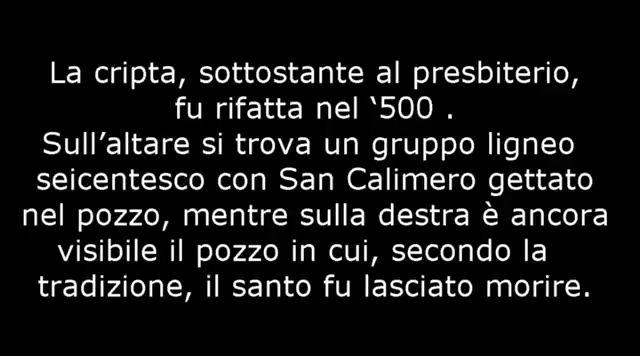 La cripta, sottostante al presbiterio,
fu rifatta nel ‘500 .
Sull’altare si trova un gruppo ligneo
seicentesco con San Calimero gettato
nel pozzo, mentre sulla destra è ancora
visibile il pozzo in cui, secondo la
tradizione, il santo fu lasciato morire.